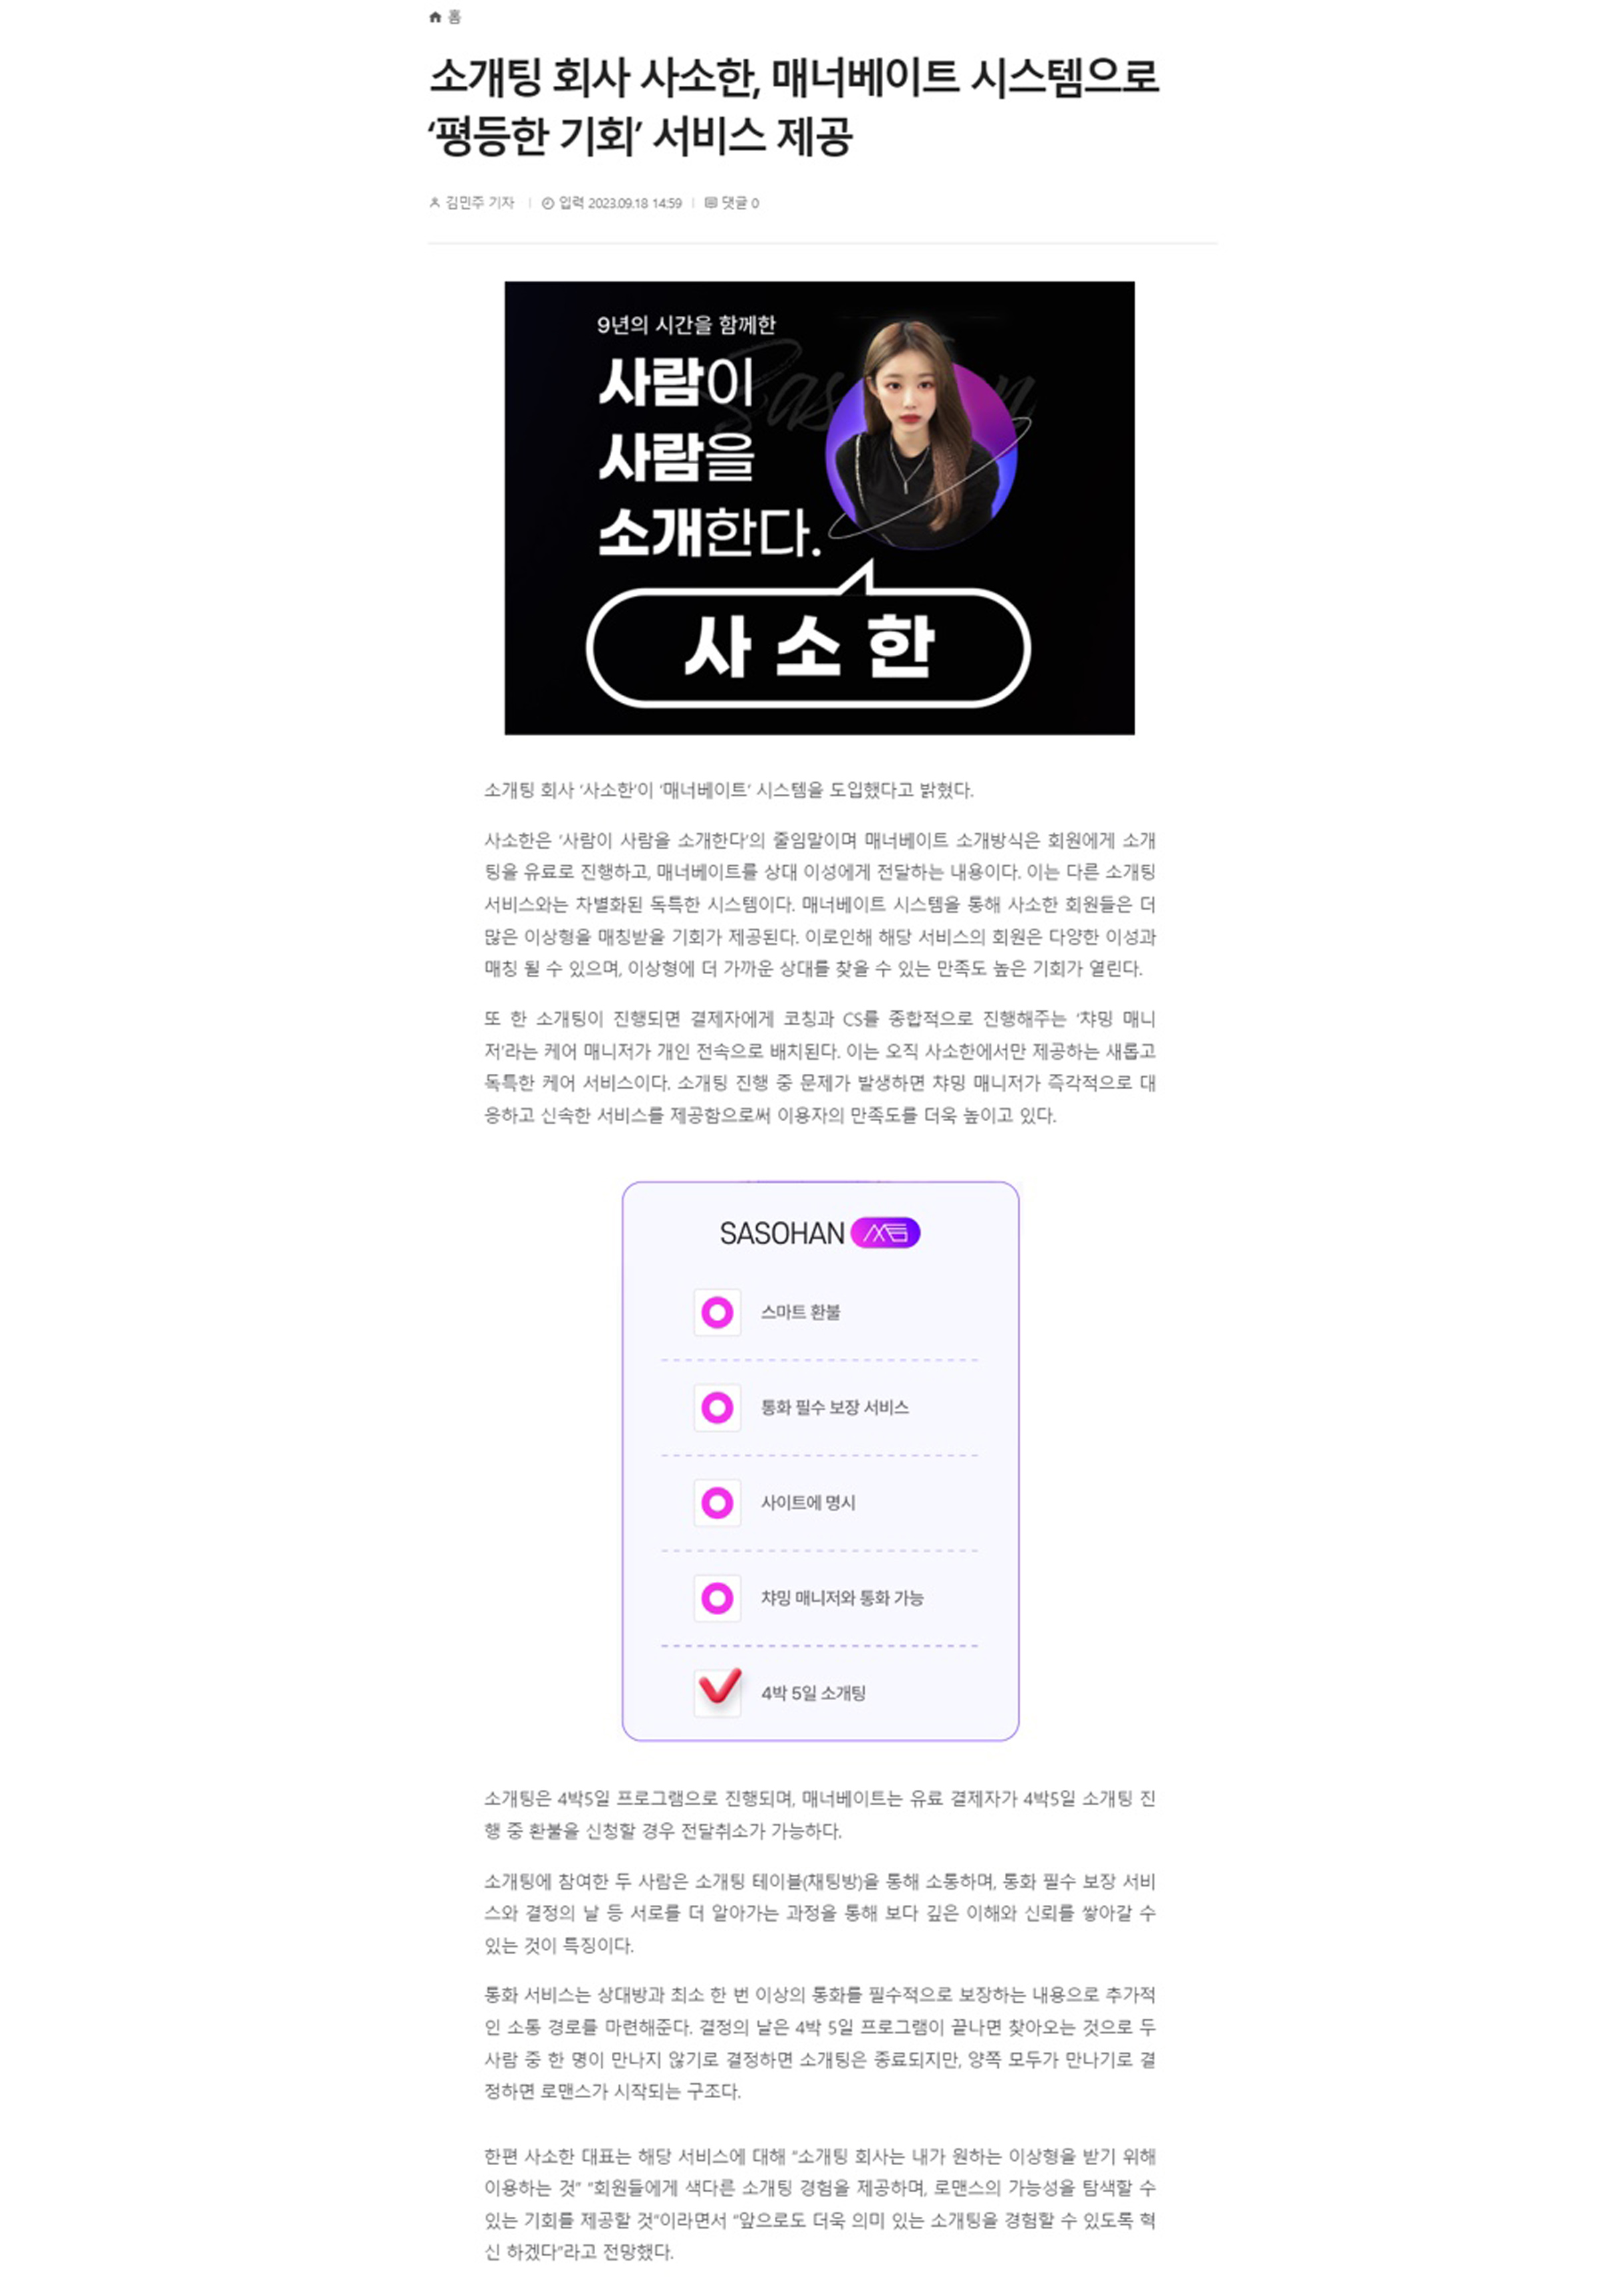 홈
소개팅 회사 사소한, 매너베이트 시스템으로
‘평등한 기회’ 서비스 제공
김민주 기자 | 입력 2023.09.18 14:59 | 댓글 0
9년의 시간을 함께한
사람이
사람을
소개한다.
Sasohan
사소한
소개팅 회사 ‘사소한’이 ‘매너베이트’ 시스템을 도입했다고 밝혔다.
사소한은 ‘사람이 사람을 소개한다’의 줄임말이며 매너베이트 소개방식은 회원에게 소개
팅을 유료로 진행하고, 매너베이트를 상대 이성에게 전달하는 내용이다. 이는 다른 소개팅
서비스와는 차별화된 독특한 시스템이다. 매너베이트 시스템을 통해 사소한 회원들은 더
많은 이상형을 매칭받을 기회가 제공된다. 이로인해 해당 서비스의 회원은 다양한 이성과
매칭 될 수 있으며, 이상형에 더 가까운 상대를 찾을 수 있는 만족도 높은 기회가 열린다.
또 한 소개팅이 진행되면 결제자에게 코칭과 CS를 종합적으로 진행해주는 ‘챠밍 매니
저’라는 케어 매니저가 개인 전속으로 배치된다. 이는 오직 사소한에서만 제공하는 새롭고
독특한 케어 서비스이다. 소개팅 진행 중 문제가 발생하면 챠밍 매니저가 즉각적으로 대
응하고 신속한 서비스를 제공함으로써 이용자의 만족도를 더욱 높이고 있다.
SASOHAN
스마트 환불
통화 필수 보장 서비스
사이트에 명시
챠밍 매니저와 통화 가능
4박 5일 소개팅
소개팅은 4박5일 프로그램으로 진행되며, 매너베이트는 유료 결제자가 4박5일 소개팅 진
행 중 환불을 신청할 경우 전달취소가 가능하다.
소개팅에 참여한 두 사람은 소개팅 테이블(채팅방)을 통해 소통하며, 통화 필수 보장 서비
스와 결정의 날 등 서로를 더 알아가는 과정을 통해 보다 깊은 이해와 신뢰를 쌓아갈 수
있는 것이 특징이다.
통화 서비스는 상대방과 최소 한 번 이상의 통화를 필수적으로 보장하는 내용으로 추가적
인 소통 경로를 마련해준다. 결정의 날은 4박 5일 프로그램이 끝나면 찾아오는 것으로 두
사람 중 한 명이 만나지 않기로 결정하면 소개팅은 종료되지만, 양쪽 모두가 만나기로 결
정하면 로맨스가 시작되는 구조다.
한편 사소한 대표는 해당 서비스에 대해 “소개팅 회사는 내가 원하는 이상형을 받기 위해
이용하는 것” “회원들에게 색다른 소개팅 경험을 제공하며, 로맨스의 가능성을 탐색할 수
있는 기회를 제공할 것”이라면서 “앞으로도 더욱 의미 있는 소개팅을 경험할 수 있도록 혁
신 하겠다”라고 전망했다.